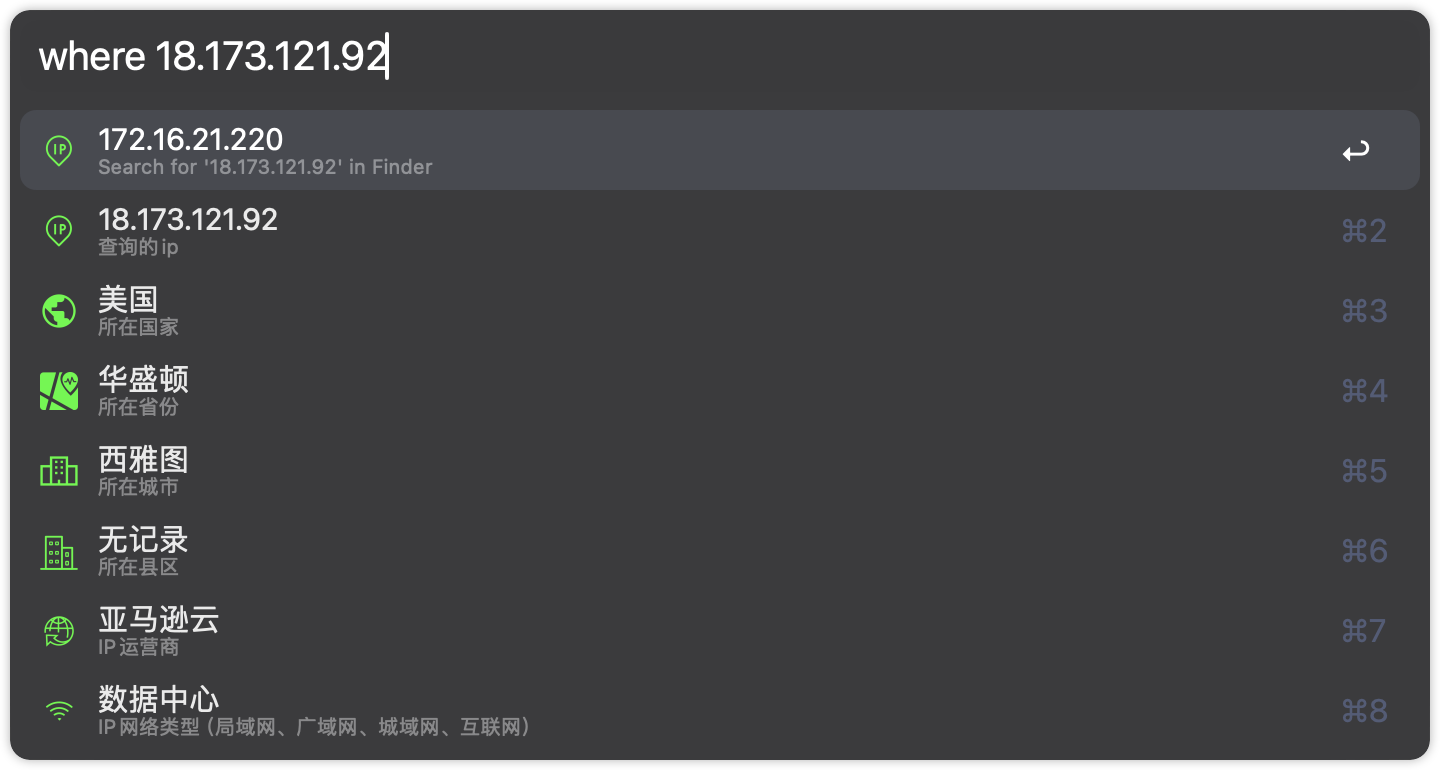 where 18.173.121.92
IP 172.16.21.220
Search for '18.173.121.92' in Finder
IP 18.173.121.92 ⌘2
查询的ip
美国 ⌘3
所在国家
华盛顿 ⌘4
所在省份
西雅图 ⌘5
所在城市
无记录 ⌘6
所在县区
亚马逊云 ⌘7
IP运营商
数据中心 ⌘8
IP网络类型 (局域网、广域网、城域网、互联网)